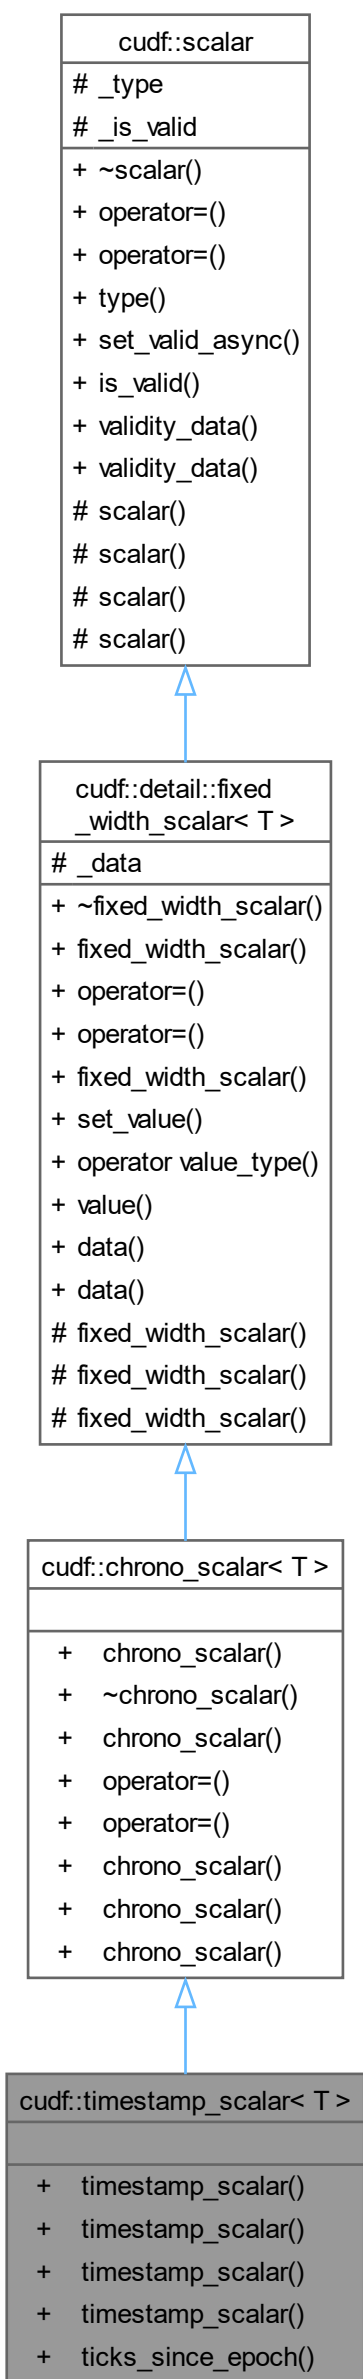 cudf::scalar
# _type
# _is_valid
+ ~scalar()
+ operator=()
+ operator=()
+ type()
+ set_valid_async()
+ is_valid()
+ validity_data()
+ validity_data()
# scalar()
# scalar()
# scalar()
# scalar()
cudf::detail::fixed
_width_scalar< T >
# _data
+ ~fixed_width_scalar()
+ fixed_width_scalar()
+ operator=()
+ operator=()
+ fixed_width_scalar()
+ set_value()
+ operator value_type()
+ value()
+ data()
+ data()
# fixed_width_scalar()
# fixed_width_scalar()
# fixed_width_scalar()
cudf::chrono_scalar< T >
+ chrono_scalar()
+ ~chrono_scalar()
+ chrono_scalar()
+ operator=()
+ operator=()
+ chrono_scalar()
+ chrono_scalar()
+ chrono_scalar()
cudf::timestamp_scalar< T >
+ timestamp_scalar()
+ timestamp_scalar()
+ timestamp_scalar()
+ timestamp_scalar()
+ ticks_since_epoch()